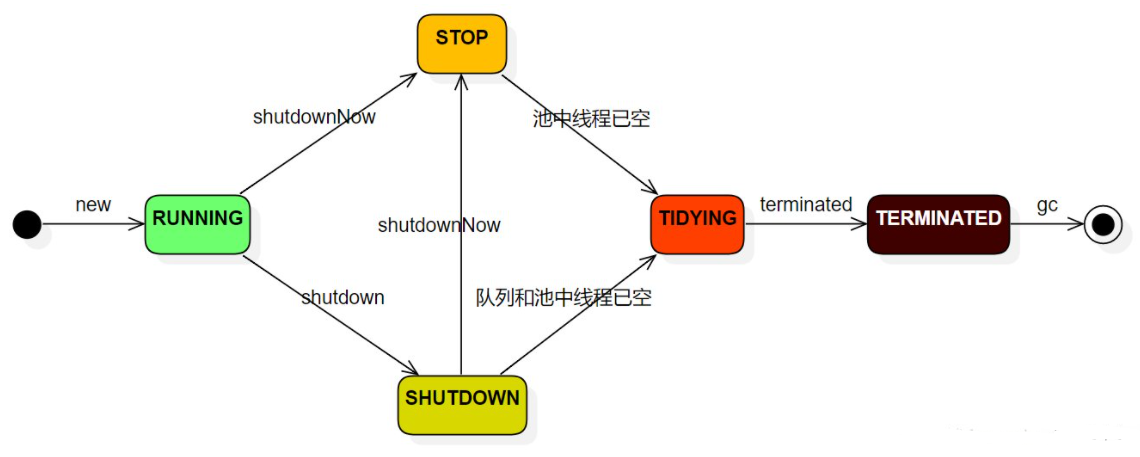 STOP
shutdownNow
池中线程已空
new
RUNNING
shutdownNow
TIDYING
terminated
TERMINATED
gc
shutdown
队列和池中线程已空
SHUTDOWN